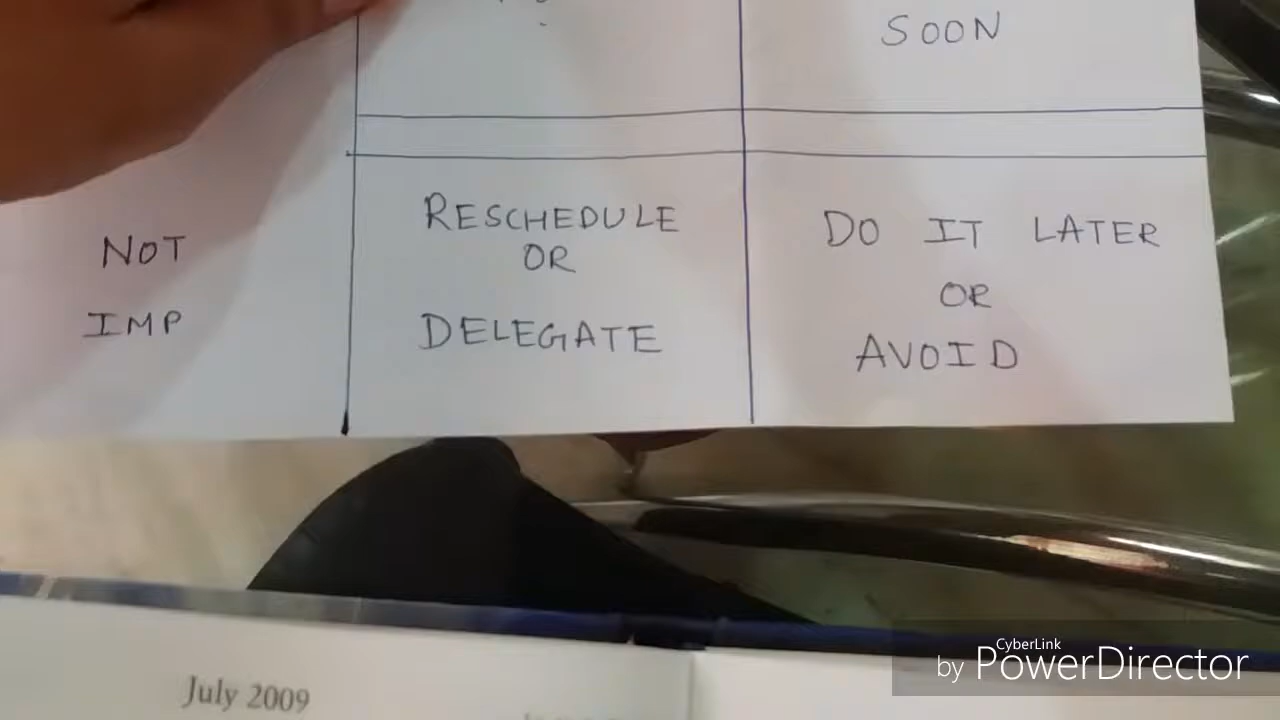 SOON
NOT
IMP
RESCHEDULE
OR
DELEGATE
DO IT LATER
OR
AVOID
July 2009
CyberLink
by PowerDirector